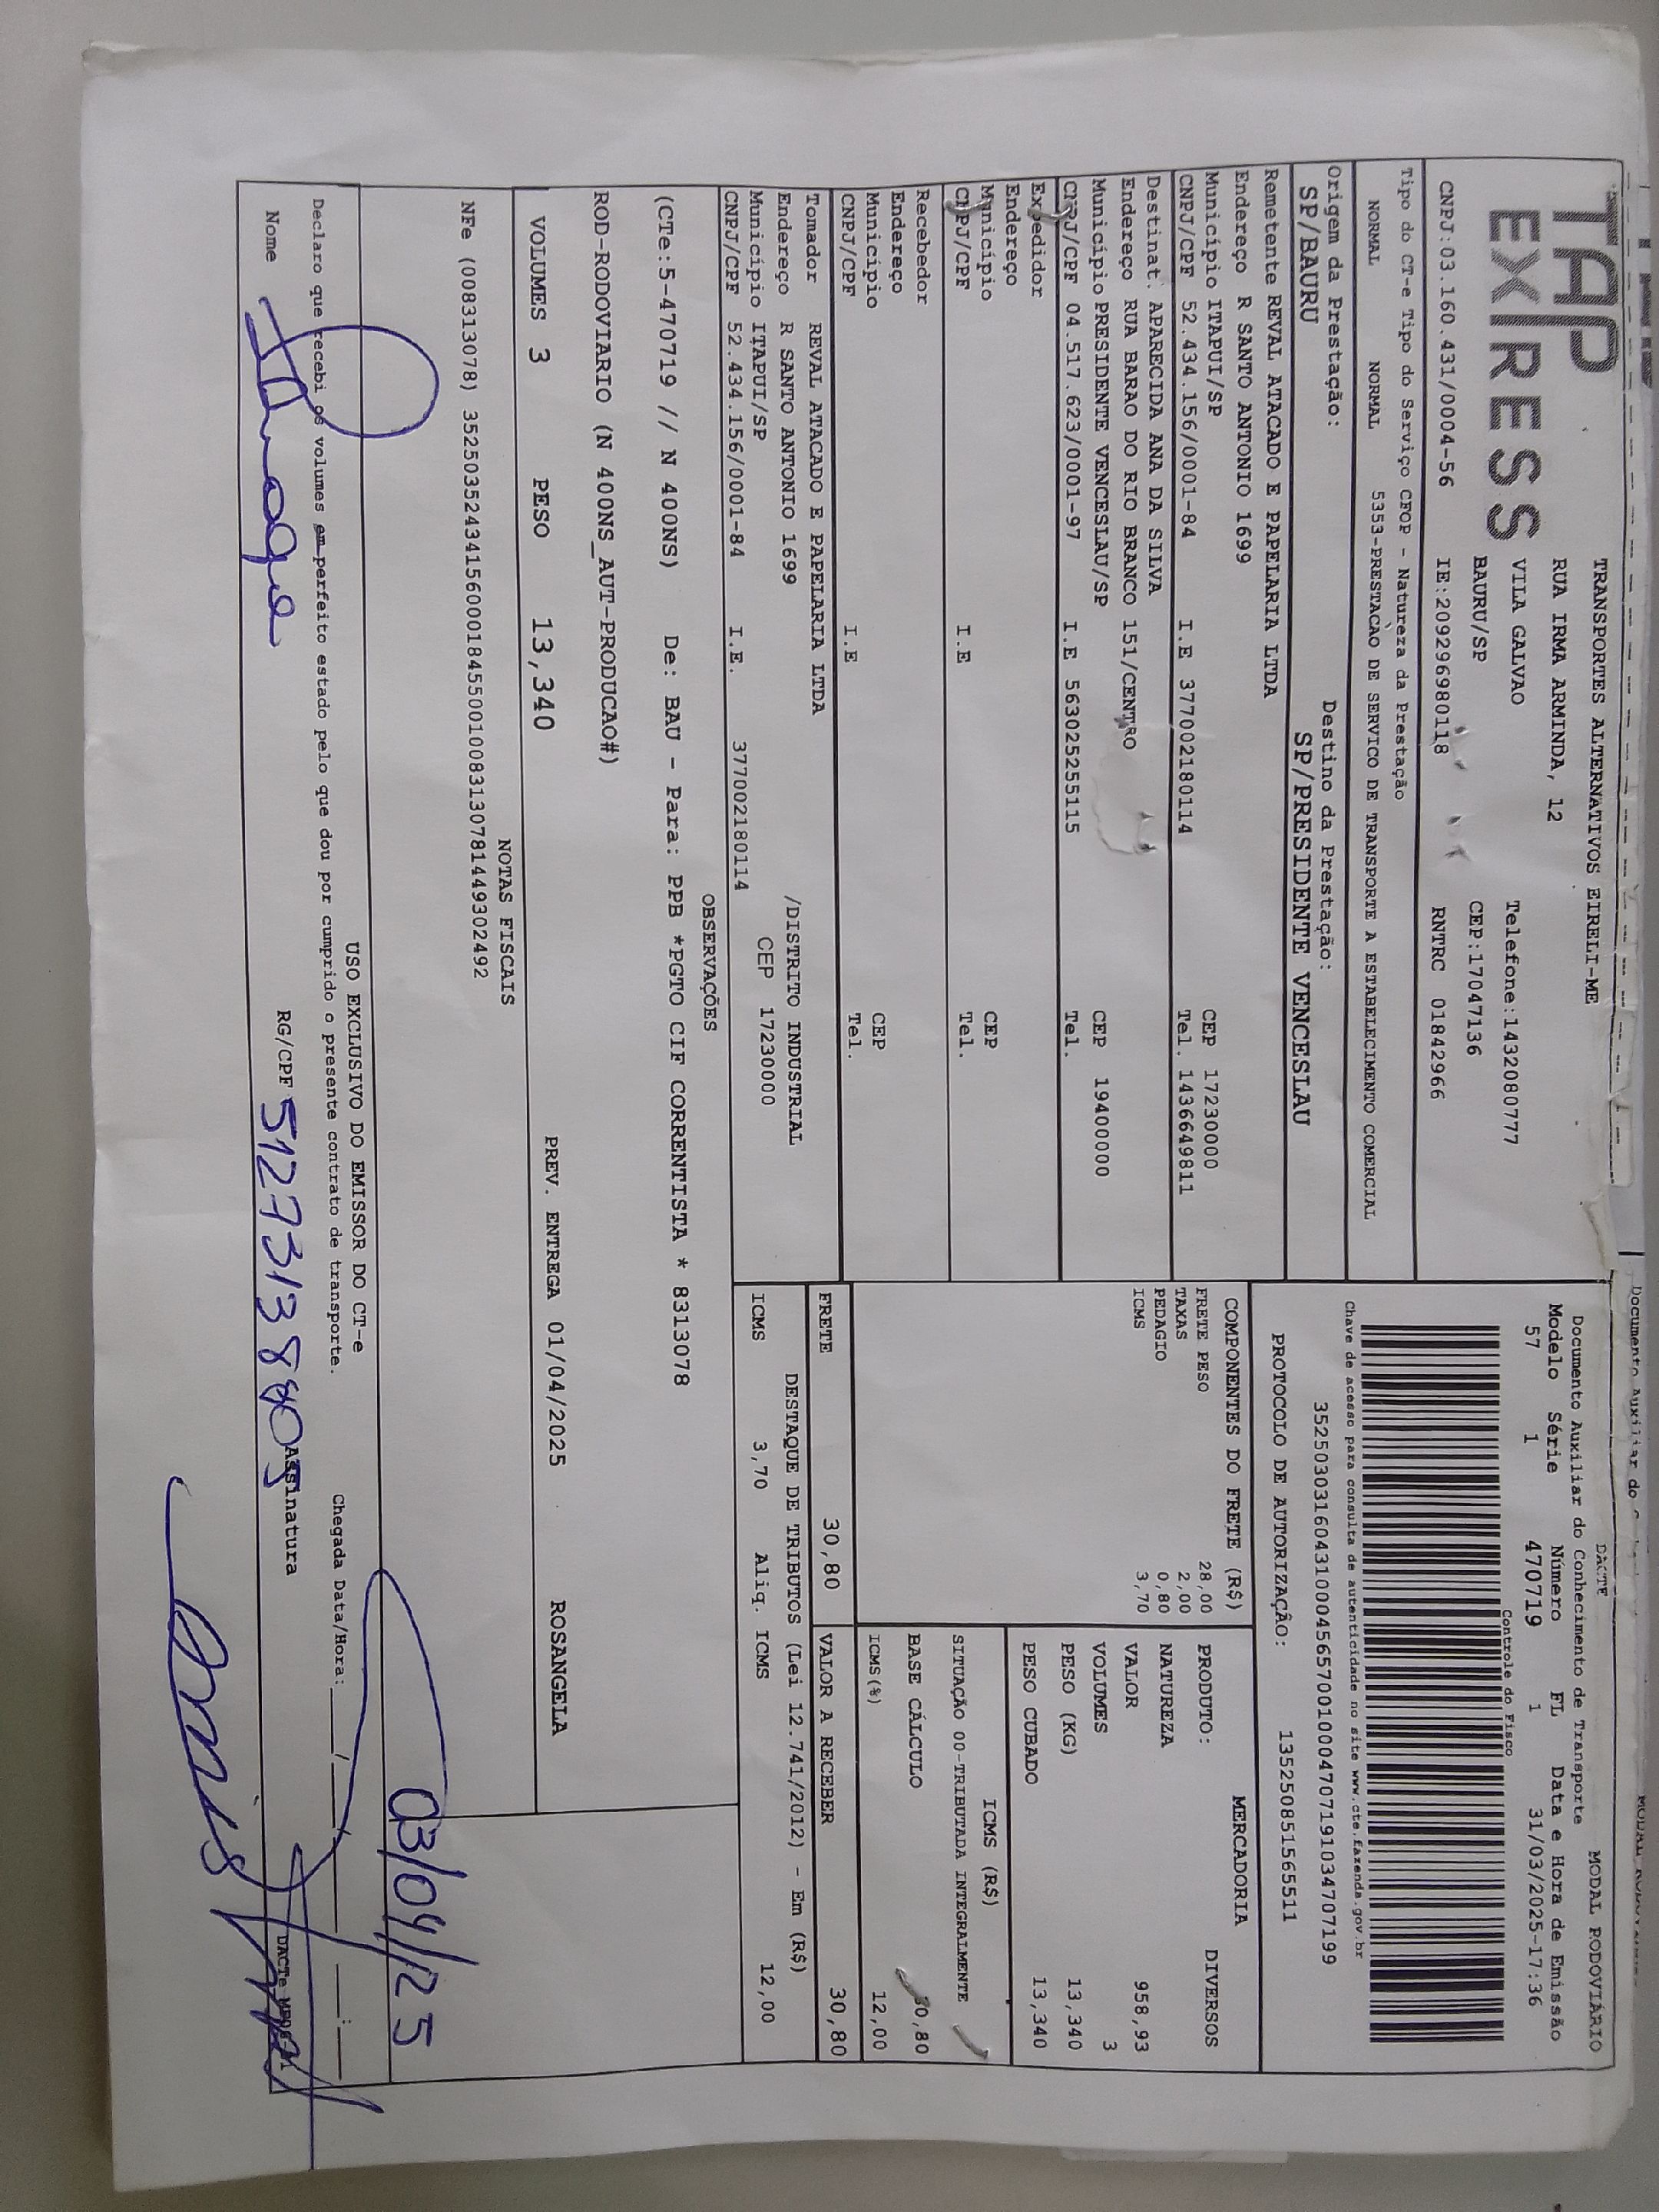 TAP
EXPRESS
TRANSPORTES ALTERNATIVOS EIRELI-ME
RUA IRMA ARMINDA, 12
VILA GALVAO
Telefone:1432080777
BAURU/SP
CEP:17047136
CNPJ:03.160.431/0004-56
IE:209296980118
RNTRC 01842966
Tipo do CT-e Tipo do Serviço CFOP - Natureza da Prestação
NORMAL NORMAL 5353-PRESTAÇÃO DE SERVICO DE TRANSPORTE A ESTABELECIMENTO COMERCIAL
Origem da Prestação:
SP/BAURU
Destino da Prestação:
SP/PRESIDENTE VENCESLAU
DACTE
MODAL RODOVIÁRIO
Documento Auxiliar do Conhecimento de Transporte
Modelo Série Número FL Data e Hora de Emissão
57 1 470719 1 31/03/2025-17:36
Controle do Fisco
Chave de acesso para consulta de autenticidade no site www.cte.fazenda.gov.br
35250303160431000456570010004707191034707199
PROTOCOLO DE AUTORIZAÇÃO: 135250851565511
Remetente REVAL ATACADO E PAPELARIA LTDA
Endereço R SANTO ANTONIO 1699
Município ITAPUI/SP CEP 17230000
CNPJ/CPF 52.434.156/0001-84 I.E 377002180114 Tel. 1436649811
Destinat. APARECIDA ANA DA SILVA
Endereço RUA BARAO DO RIO BRANCO 151/CENTRO
Município PRESIDENTE VENCESLAU/SP CEP 19400000
CNPJ/CPF 04.517.623/0001-97 I.E 563025255115 Tel.
Expedidor
Endereço
Município CEP
CNPJ/CPF I.E Tel.
Recebedor
Endereço
Município CEP
CNPJ/CPF I.E Tel.
Tomador REVAL ATACADO E PAPELARIA LTDA
Endereço R SANTO ANTONIO 1699 /DISTRITO INDUSTRIAL
Município ITAPUI/SP CEP 17230000
CNPJ/CPF 52.434.156/0001-84 I.E. 377002180114
COMPONENTES DO FRETE (R$)
FRETE PESO 28,00
TAXAS 2,00
PEDAGIO 0,80
ICMS 3,70
MERCADORIA
PRODUTO: DIVERSOS
NATUREZA
VALOR 958,93
VOLUMES 3
PESO (KG) 13,340
PESO CUBADO 13,340
ICMS (R$)
SITUAÇÃO 00-TRIBUTADA INTEGRALMENTE
BASE CÁLCULO 30,80
ICMS(%) 12,00
FRETE 30,80
VALOR A RECEBER 30,80
DESTAQUE DE TRIBUTOS (Lei 12.741/2012) - Em (R$)
ICMS 3,70 Aliq. ICMS 12,00
OBSERVAÇÕES
(CTe:5-470719 // N 400NS) De: BAU - Para: PPB *PGTO CIF CORRENTISTA * 8313078
ROD-RODOVIARIO (N 400NS_AUT-PRODUCAO#)
VOLUMES 3 PESO 13,340 PREV. ENTREGA 01/04/2025 ROSANGELA
NOTAS FISCAIS
NFe (008313078) 35250352434156000184550010083130781449302492
03/04/25
USO EXCLUSIVO DO EMISSOR DO CT-e
Declaro que recebi os volumes em perfeito estado pelo que dou por cumprido o presente contrato de transporte. Chegada Data/Hora: __/__/__ __:__
Nome RG/CPF Assinatura